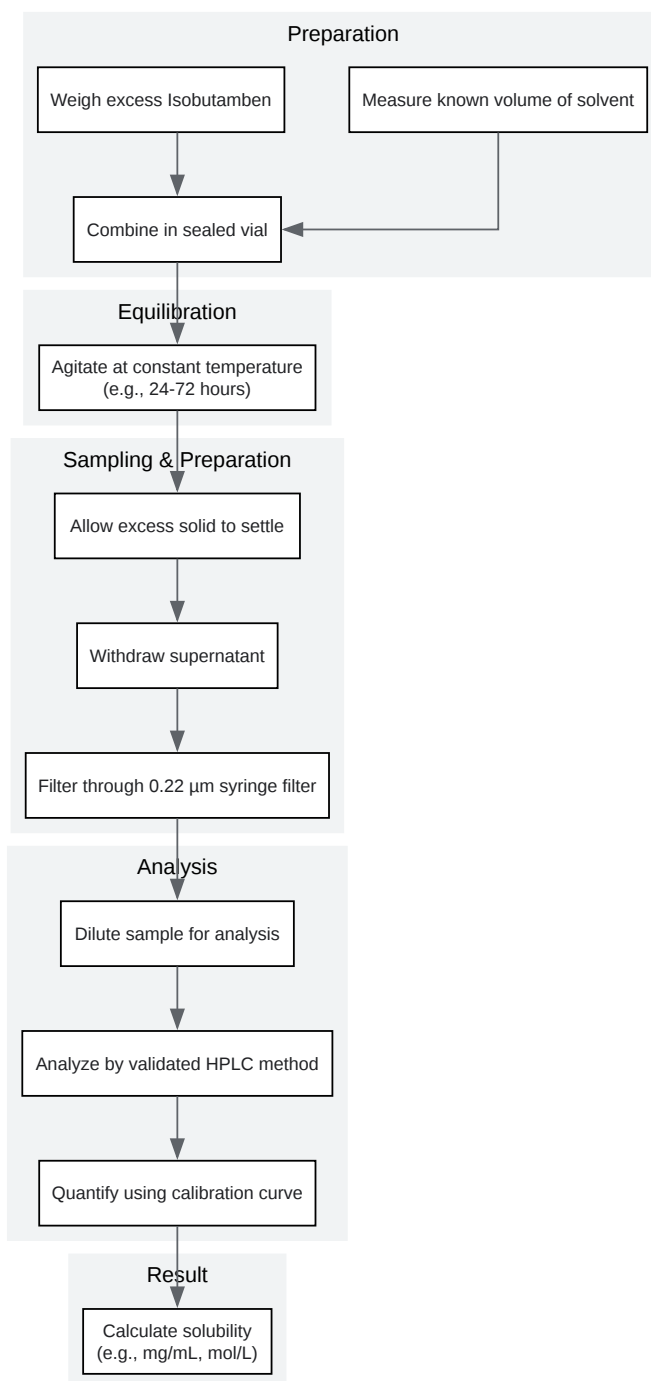 Preparation
Weigh excess Isobutamben
Measure known volume of solvent
Combine in sealed vial
Equilibration
Agitate at constant temperature
(e.g., 24-72 hours)
Sampling & Preparation
Allow excess solid to settle
Withdraw supernatant
Filter through 0.22 µm syringe filter
Analysis
Dilute sample for analysis
Analyze by validated HPLC method
Quantify using calibration curve
Result
Calculate solubility
(e.g., mg/mL, mol/L)